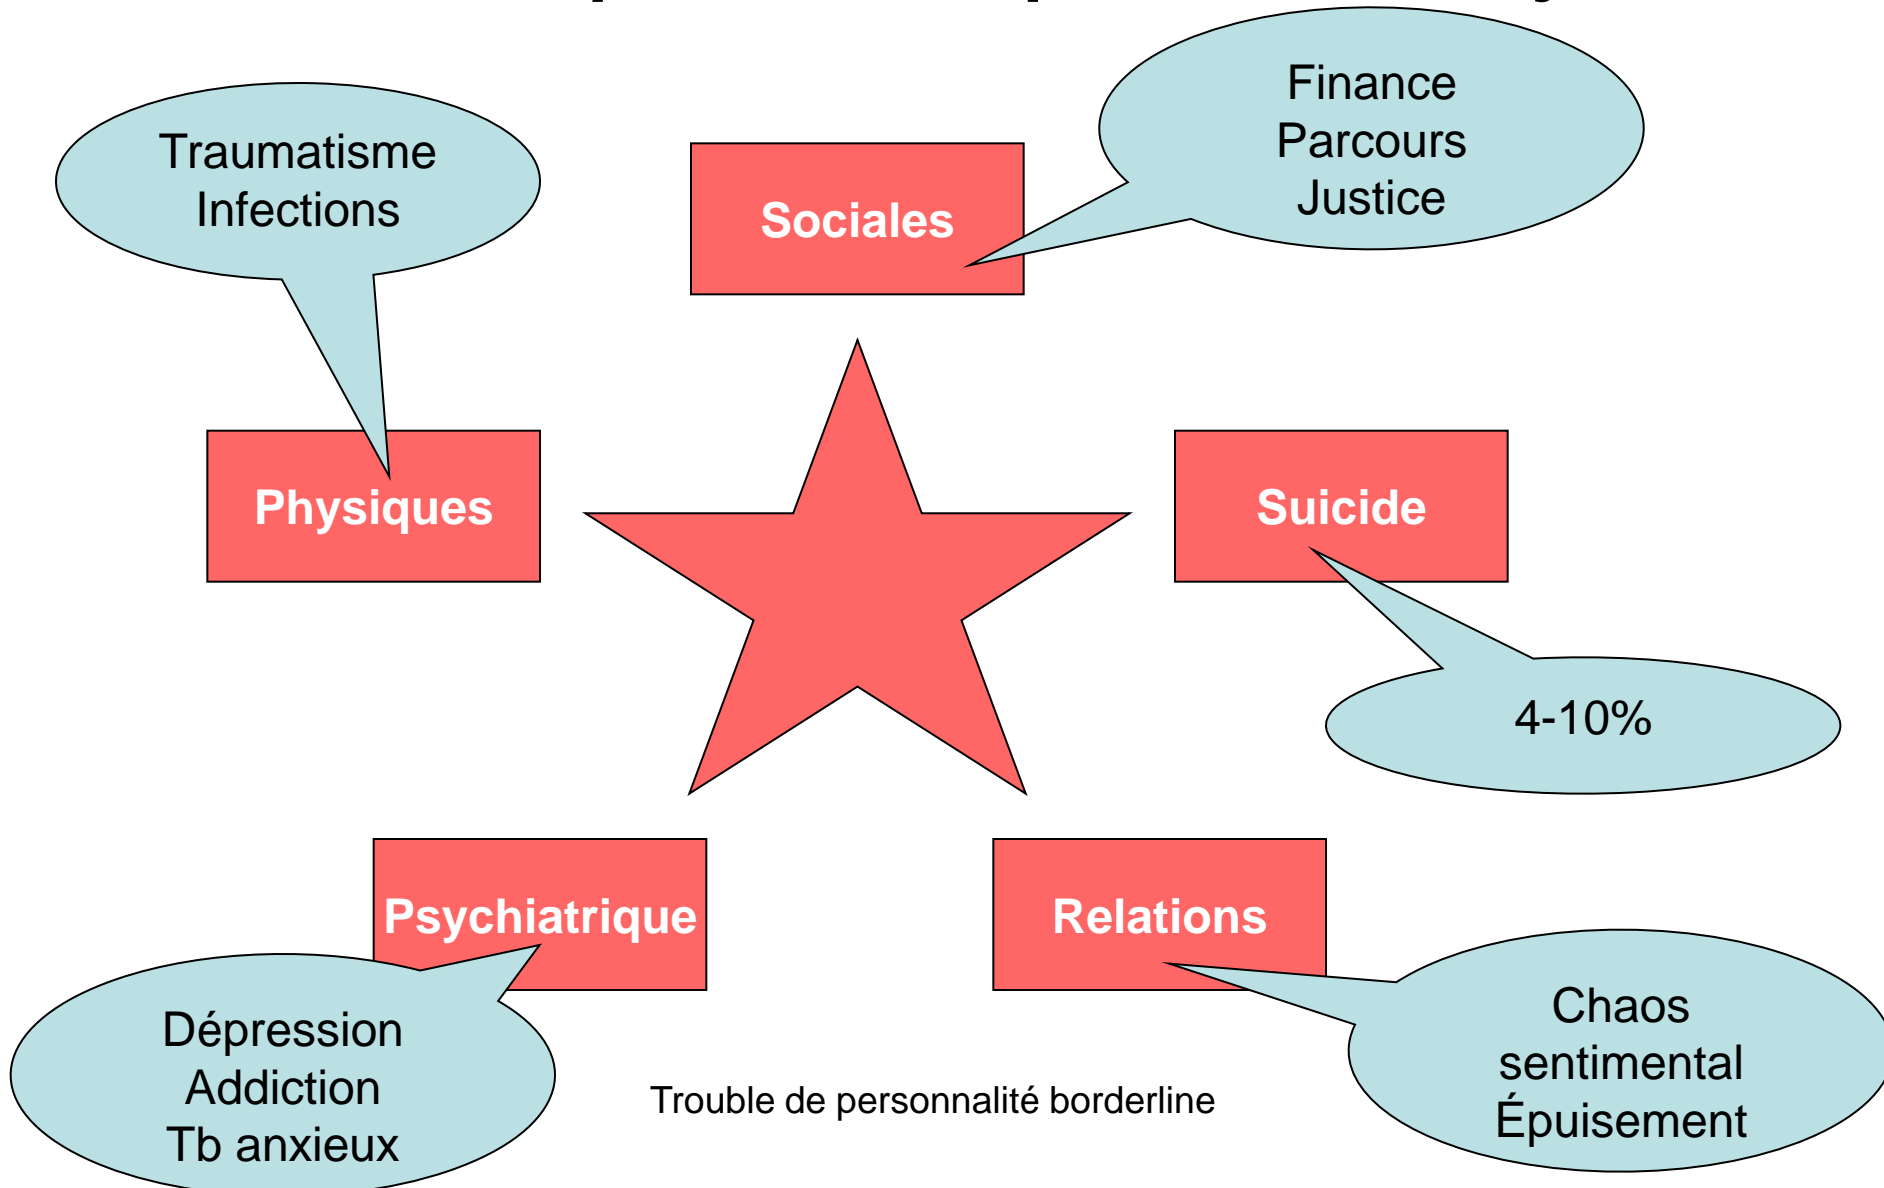 Finance
Parcours
Justice
Traumatisme
Infections
Sociales
Physiques
Suicide
4-10%
Psychiatrique
Relations
Dépression
Addiction
Tb anxieux
Chaos
sentimental
Épuisement
Trouble de personnalité borderline